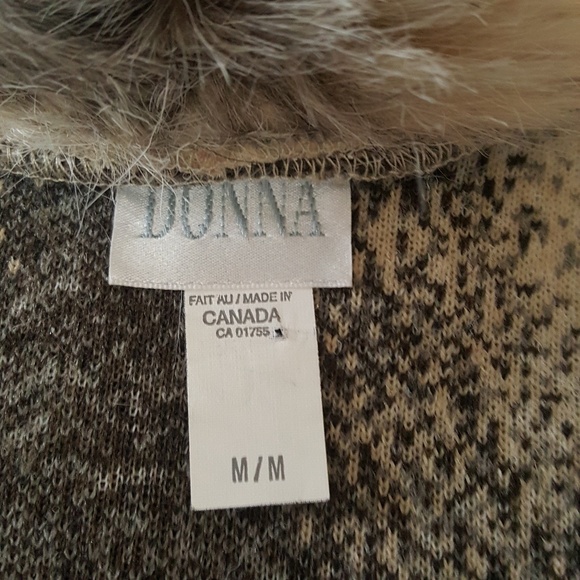 DONNA
FAIT AU / MADE IN
CANADA
CA 01755
M/M